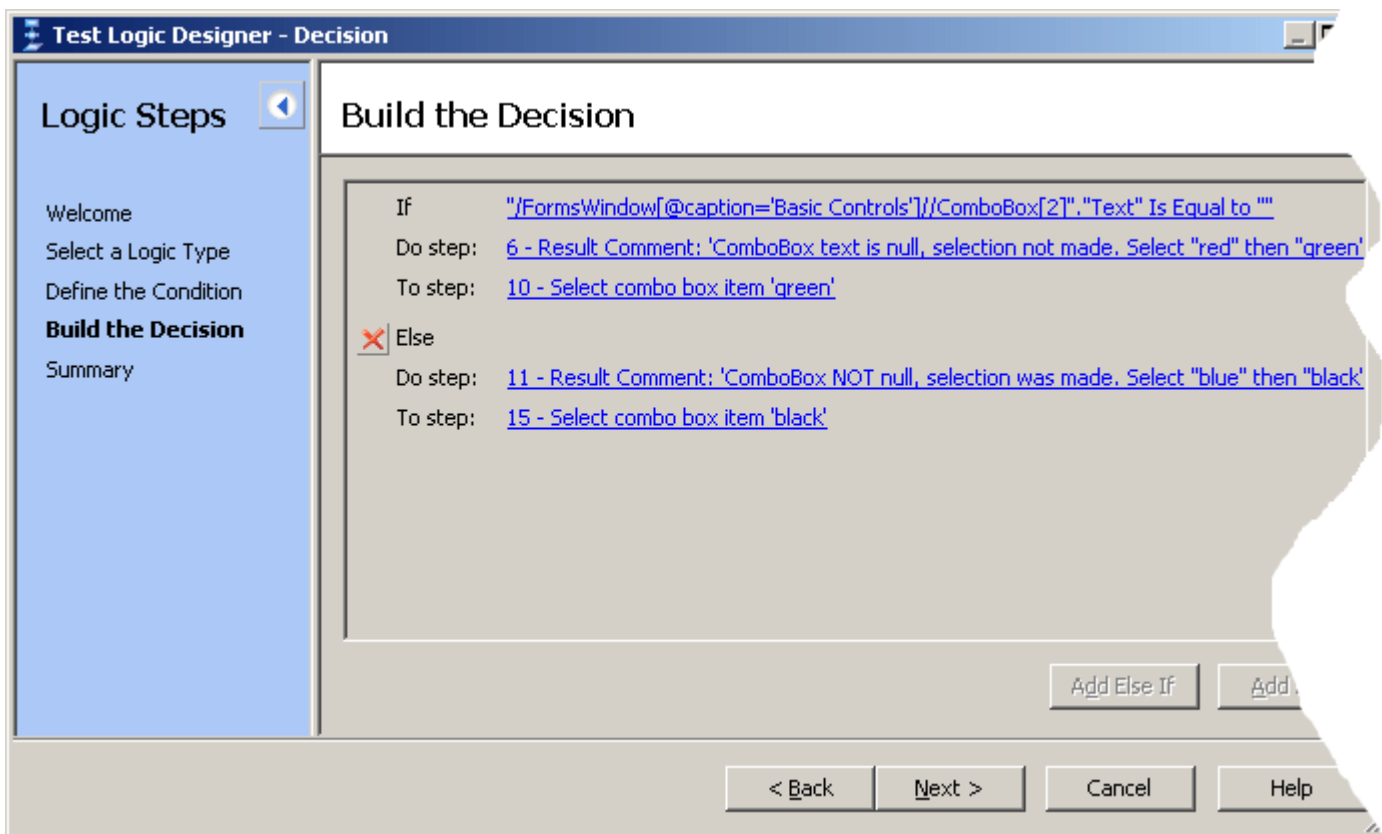 Test Logic Designer - Decision
Logic Steps
Build the Decision
Welcome
Select a Logic Type
Define the Condition
Build the Decision
Summary
If "/FormsWindow[@caption='Basic Controls']//ComboBox[2]"."Text" Is Equal to ""
Do step: 6 - Result Comment: 'ComboBox text is null, selection not made. Select "red" then "green'
To step: 10 - Select combo box item 'green'
Else
Do step: 11 - Result Comment: 'ComboBox NOT null, selection was made. Select "blue" then "black'
To step: 15 - Select combo box item 'black'
Add Else If Add
< Back Next > Cancel Help